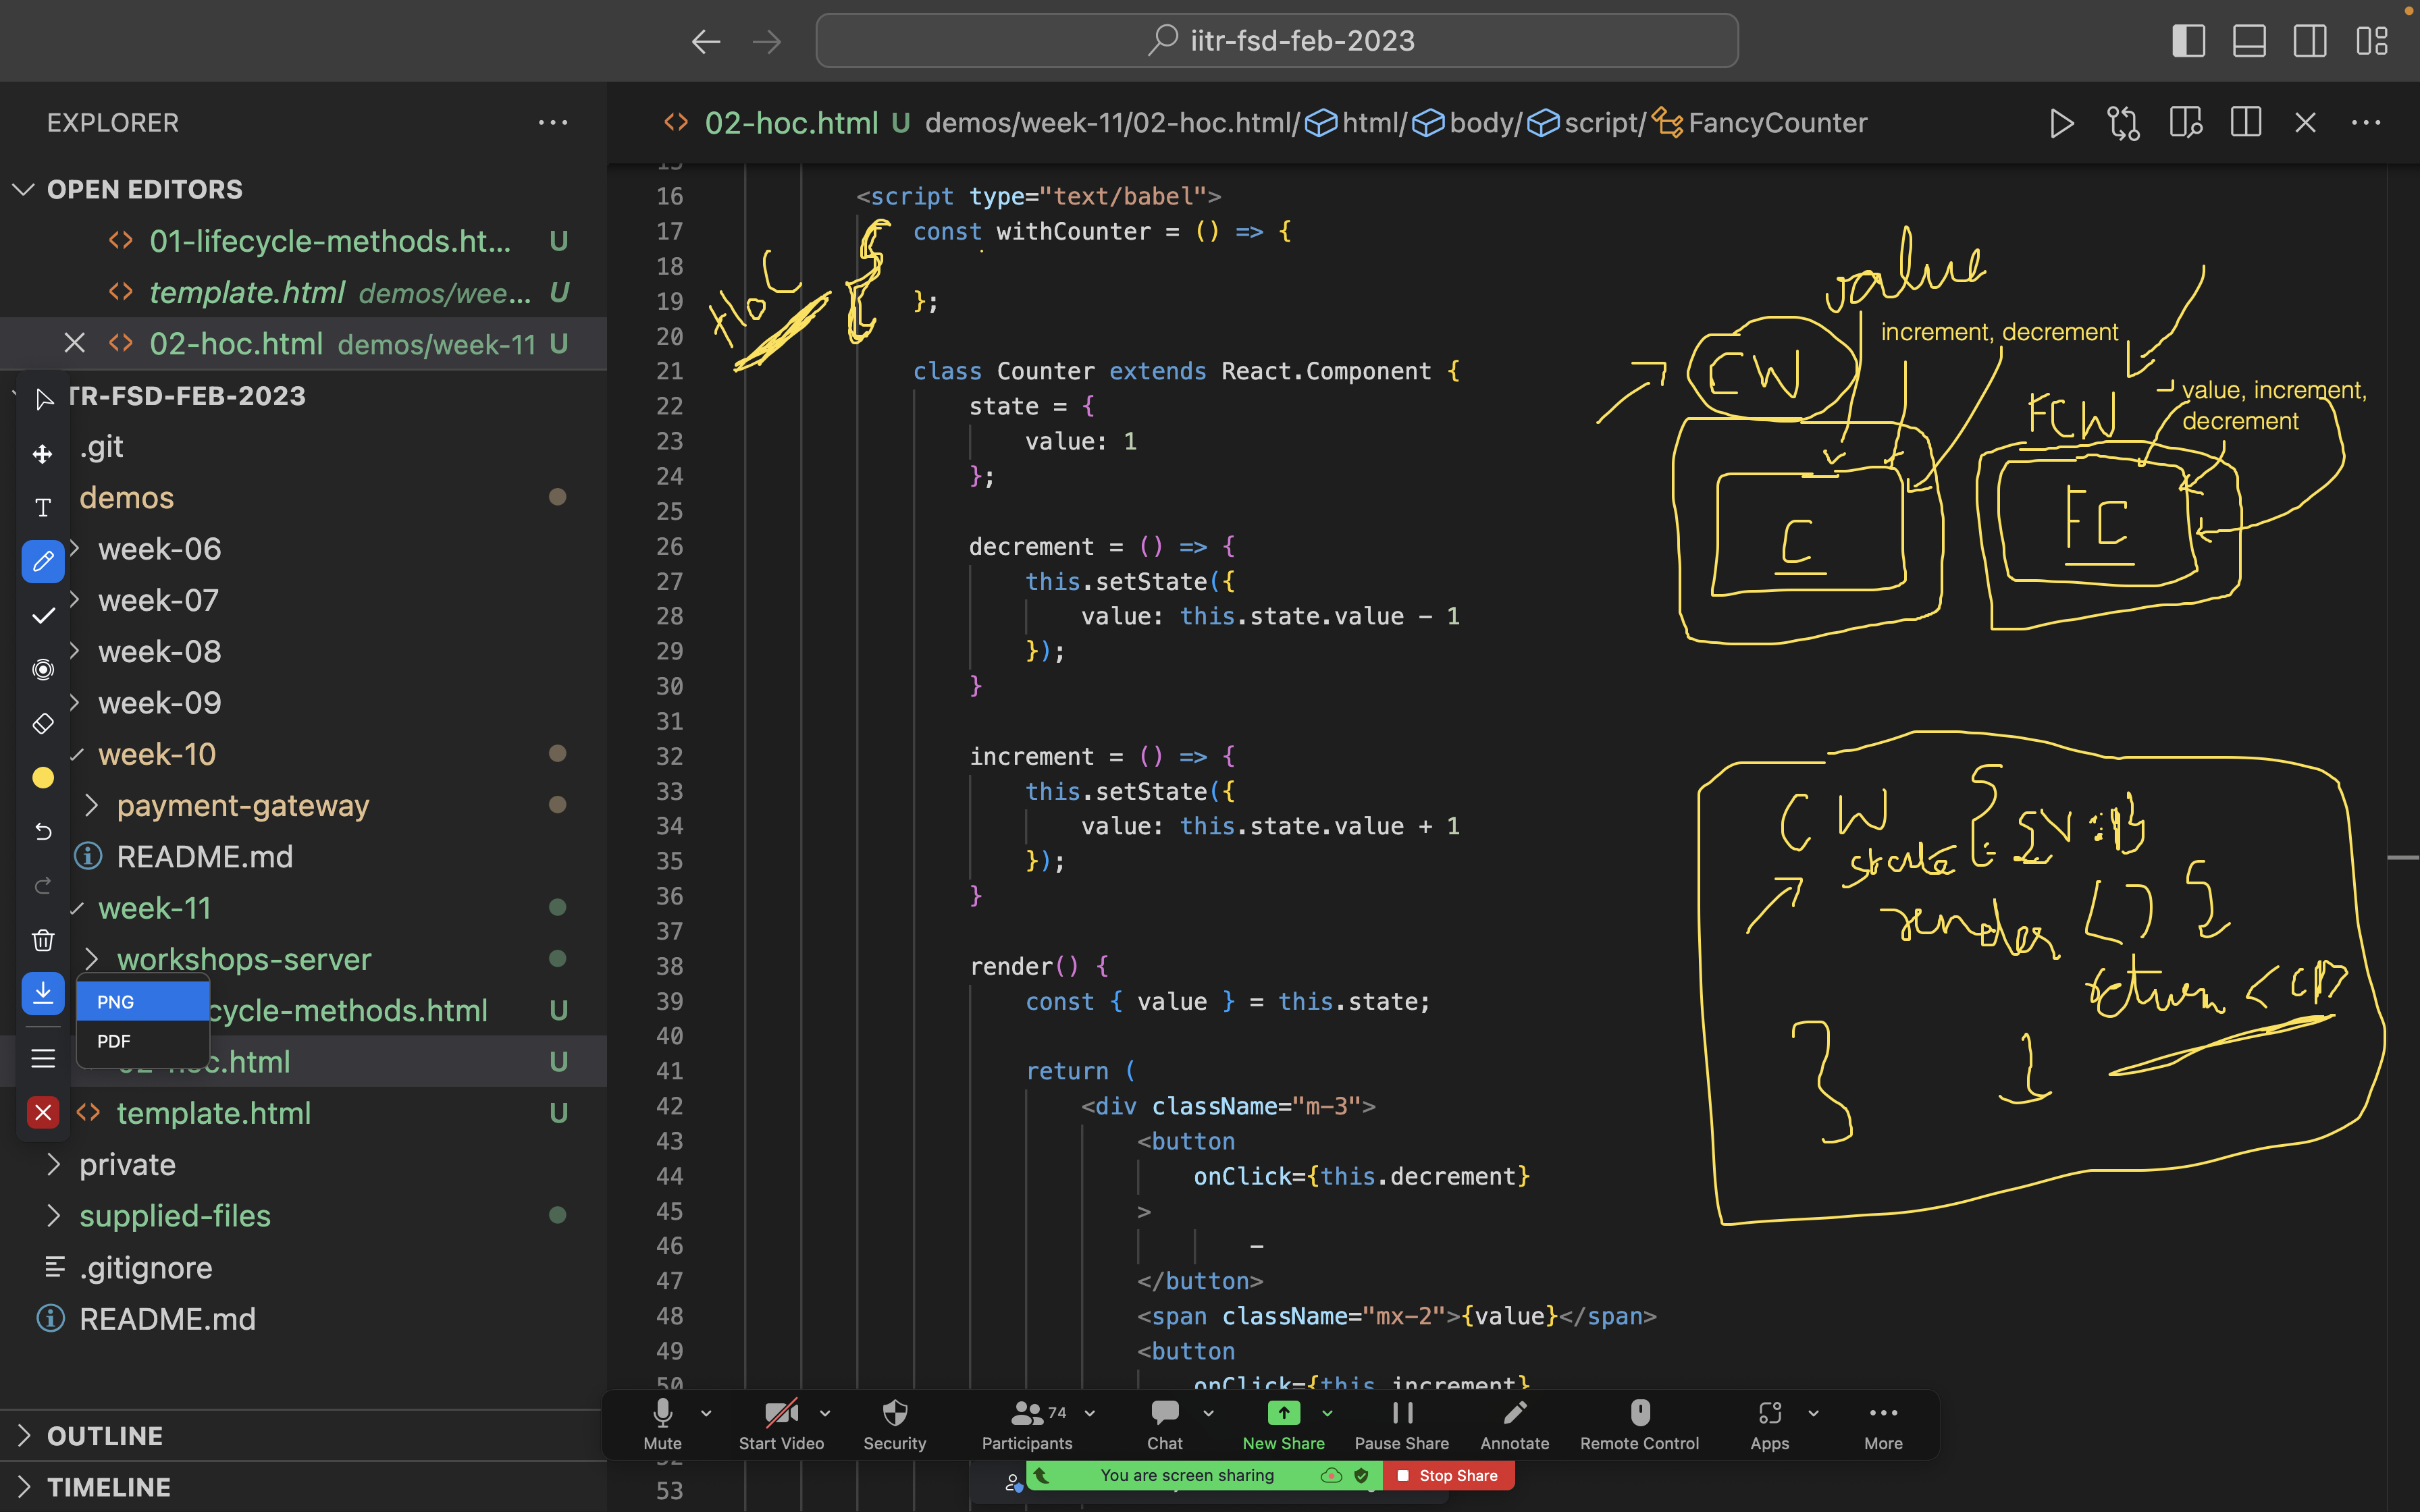 iitr-fsd-feb-2023
EXPLORER
OPEN EDITORS
01-lifecycle-methods.ht... U
template.html demos/wee... U
02-hoc.html demos/week-11 U
TR-FSD-FEB-2023
.git
demos
week-06
week-07
week-08
week-09
week-10
payment-gateway
README.md
week-11
workshops-server
PNG
cycle-methods.html U
PDF
02-hoc.html U
template.html U
private
supplied-files
.gitignore
README.md
OUTLINE
TIMELINE
02-hoc.html U demos/week-11/02-hoc.html/html/body/script/FancyCounter
15
16 <script type="text/babel">
17 const withCounter = () => {
18
19 };
20
21 class Counter extends React.Component {
22 state = {
23 value: 1
24 };
25
26 decrement = () => {
27 this.setState({
28 value: this.state.value - 1
29 });
30 }
31
32 increment = () => {
33 this.setState({
34 value: this.state.value + 1
35 });
36 }
37
38 render() {
39 const { value } = this.state;
40
41 return (
42 <div className="m-3">
43 <button
44 onClick={this.decrement}
45 >
46 -
47 </button>
48 <span className="mx-2">{value}</span>
49 <button
50 onClick={this.increment}
52
53
HOC
value
increment, decrement
CW
value, increment,
decrement
FCW
C
FC
CW {
state = {V:1}
render () {
return <C/>
}
}
Mute
Start Video
Security
74
Participants
Chat
New Share
Pause Share
Annotate
Remote Control
Apps
More
You are screen sharing
Stop Share